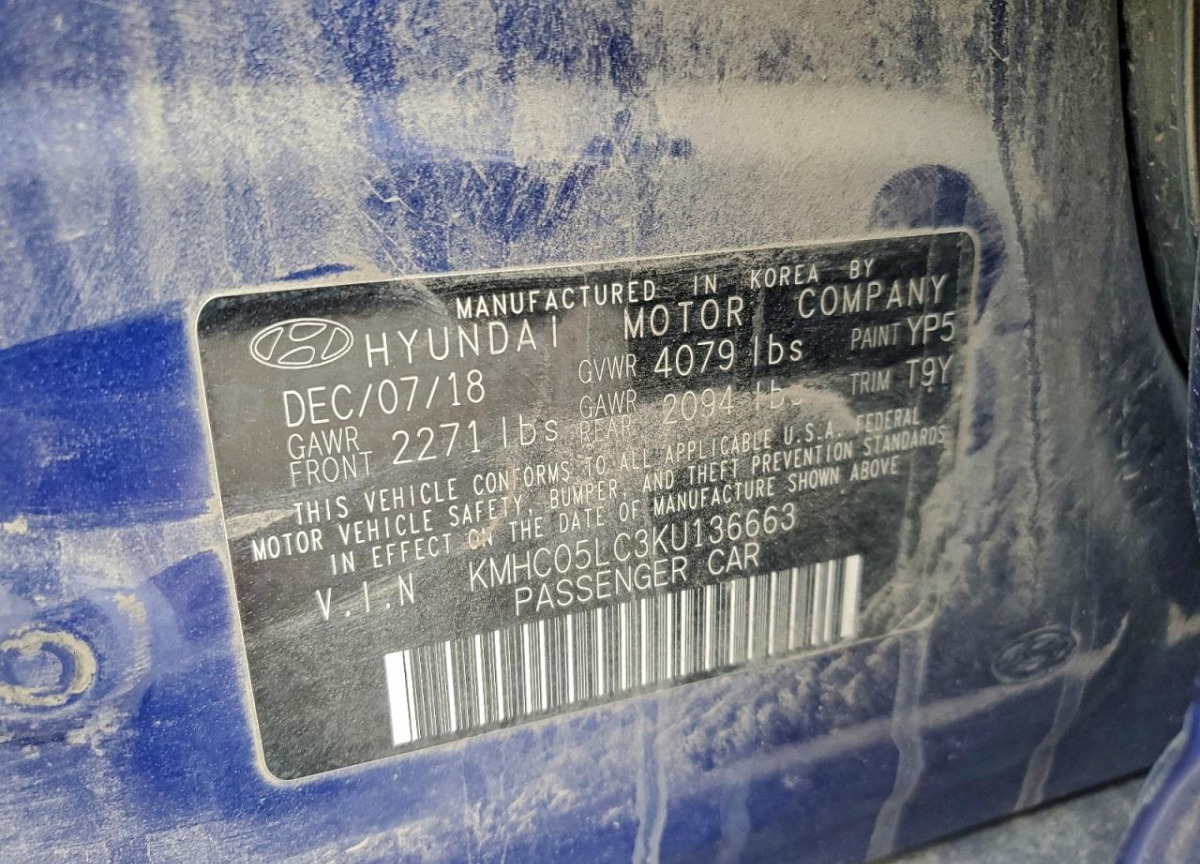 MANUFACTURED IN KOREA BY
HYUNDAI MOTOR COMPANY
DEC/07/18 GVWR 4079 lbs PAINT YP5
GAWR FRONT 2271 lbs GAWR REAR 2094 lbs TRIM T9Y
THIS VEHICLE CONFORMS TO ALL APPLICABLE U.S.A. FEDERAL
MOTOR VEHICLE SAFETY, BUMPER, AND THEFT PREVENTION STANDARDS
IN EFFECT ON THE DATE OF MANUFACTURE SHOWN ABOVE
V.I.N KMHC05LC3KU136663
PASSENGER CAR